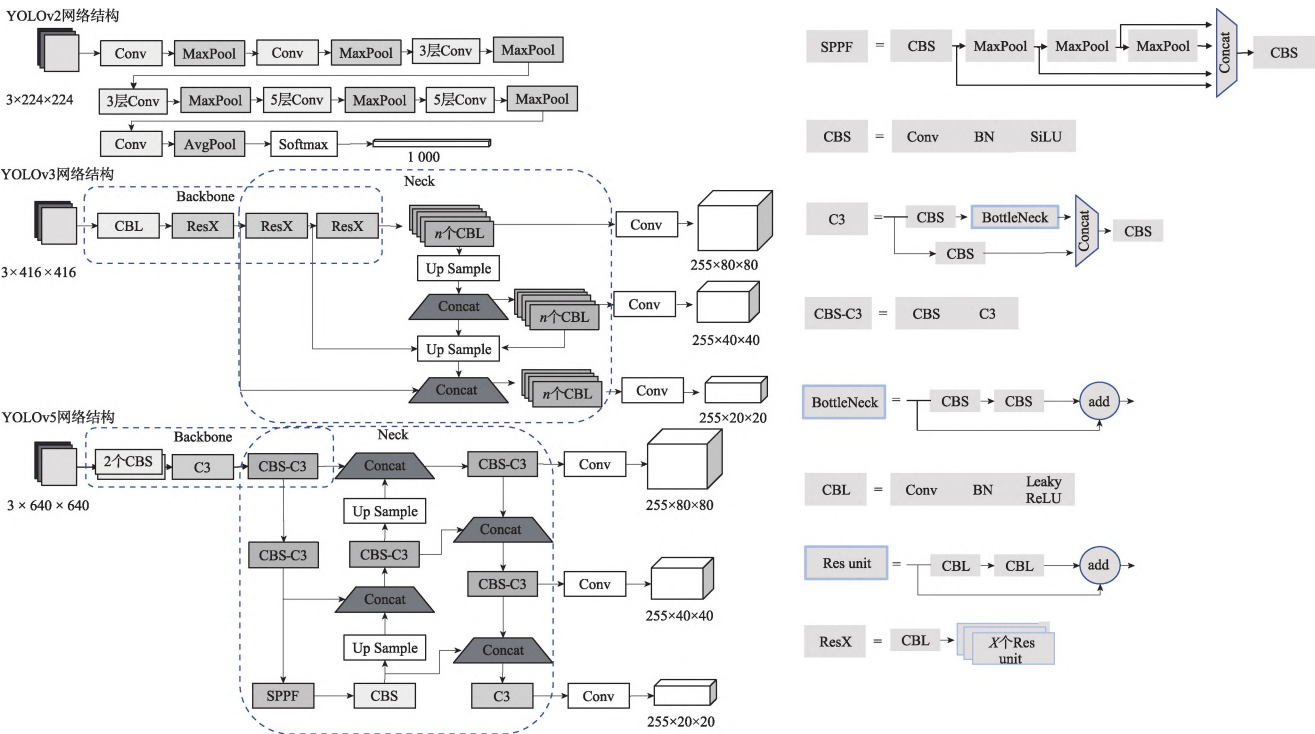 YOLOv2网络结构
Conv MaxPool Conv MaxPool 3层Conv MaxPool
3×224×224
3层Conv MaxPool 5层Conv MaxPool 5层Conv MaxPool
Conv AvgPool Softmax
1 000
YOLOv3网络结构
Backbone
Neck
CBL ResX ResX ResX
n个CBL
Conv
3×416×416
255×80×80
Up Sample
Concat
n个CBL
Conv
255×40×40
Up Sample
Concat
n个CBL
Conv
255×20×20
YOLOv5网络结构
Backbone
Neck
2个CBS C3 CBS-C3 Concat CBS-C3 Conv
3 × 640 × 640
255×80×80
Up Sample
Concat
CBS-C3 CBS-C3
CBS-C3 Conv
Concat
255×40×40
Up Sample
Concat
SPPF CBS C3 Conv
255×20×20
SPPF = CBS MaxPool MaxPool MaxPool Concat CBS
CBS = Conv BN SiLU
C3 = CBS BottleNeck Concat CBS
CBS
CBS-C3 = CBS C3
BottleNeck = CBS CBS add
CBL = Conv BN Leaky
ReLU
Res unit = CBL CBL add
ResX = CBL X个Res
unit